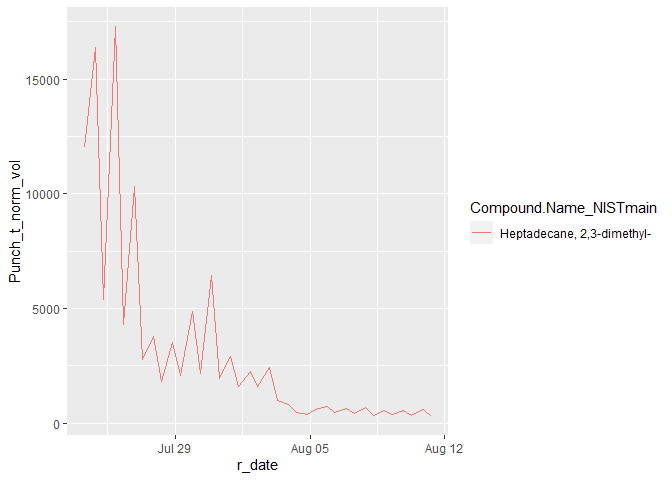 15000
10000
5000
0
Punch_t_norm_vol
Jul 29
Aug 05
Aug 12
r_date
Compound.Name_NISTmain
Heptadecane, 2,3-dimethyl-